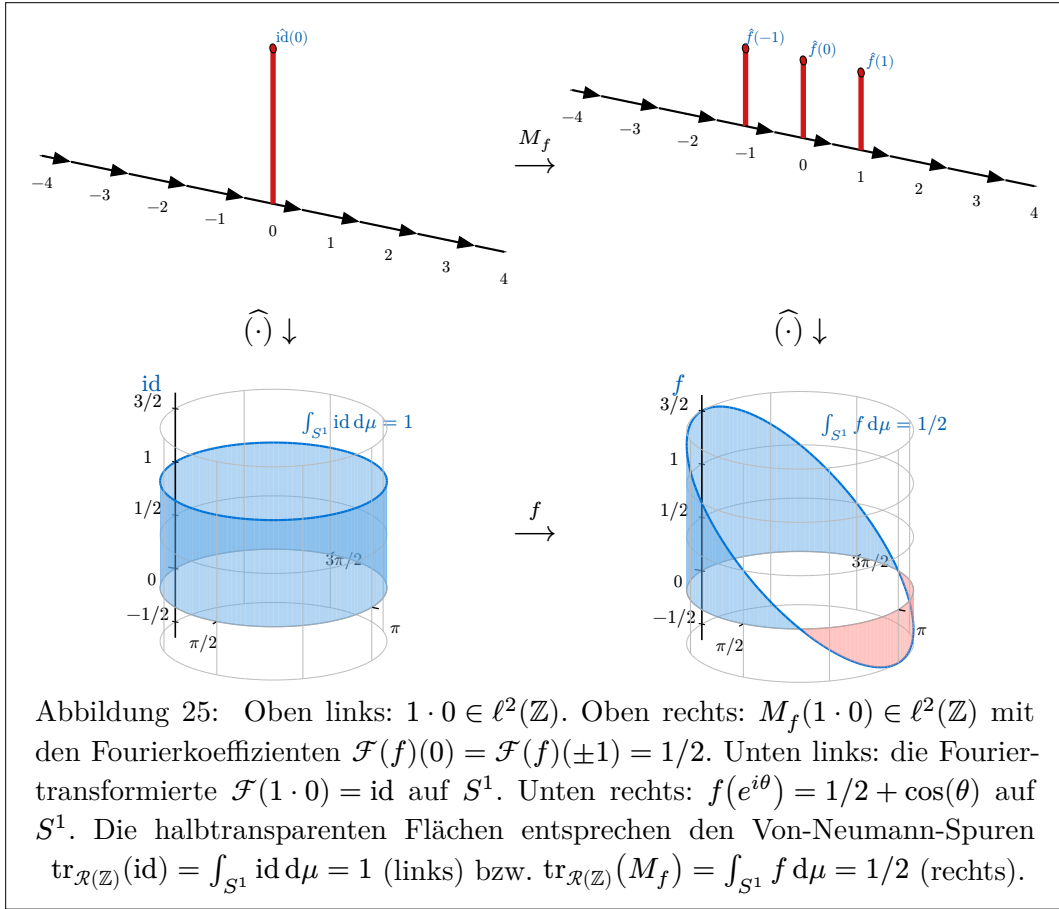 id̂(0)
−4 −3 −2 −1 0 1 2 3 4
M_f
→
f̂(−1) f̂(0) f̂(1)
−4 −3 −2 −1 0 1 2 3 4
(·)̂ ↓
(·)̂ ↓
id
3/2
1
1/2
0
−1/2
π/2
π
3π/2
∫_{S¹} id dμ = 1
f
→
f
3/2
1
1/2
0
−1/2
π/2
π
3π/2
∫_{S¹} f dμ = 1/2
Abbildung 25: Oben links: 1 · 0 ∈ ℓ²(ℤ). Oben rechts: M_f(1 · 0) ∈ ℓ²(ℤ) mit
den Fourierkoeffizienten ℱ(f)(0) = ℱ(f)(±1) = 1/2. Unten links: die Fourier-
transformierte ℱ(1 · 0) = id auf S¹. Unten rechts: f(e^{iθ}) = 1/2 + cos(θ) auf
S¹. Die halbtransparenten Flächen entsprechen den Von-Neumann-Spuren
tr_{ℛ(ℤ)}(id) = ∫_{S¹} id dμ = 1 (links) bzw. tr_{ℛ(ℤ)}(M_f) = ∫_{S¹} f dμ = 1/2 (rechts).